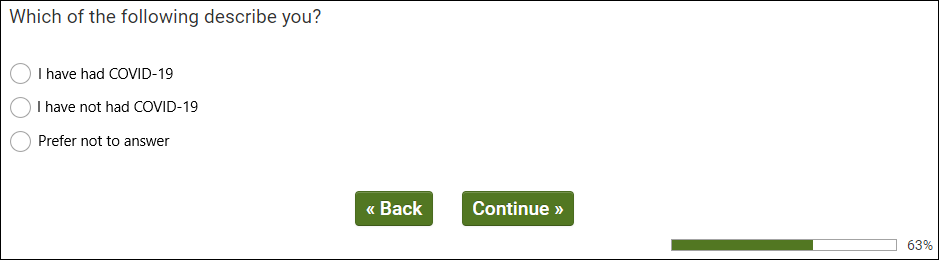 Which of the following describe you?
I have had COVID-19
I have not had COVID-19
Prefer not to answer
« Back
Continue »
63%